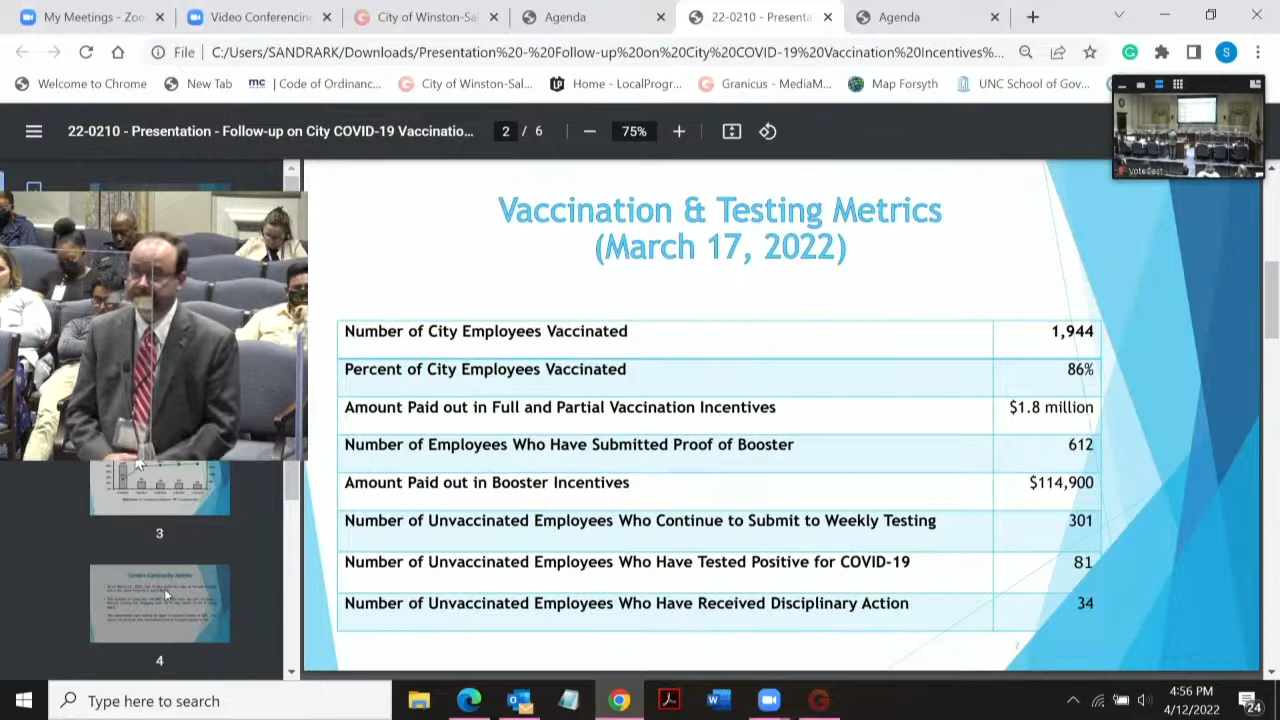 My Meetings - Zoo
Video Conferencing
City of Winston-Sal
Agenda
22-0210 - Presenta
Agenda
File
C:/Users/SANDRARK/Downloads/Presentation%20-%20Follow-up%20on%20City%20COVID-19%20Vaccination%20Incentives%...
S
Welcome to Chrome
New Tab
mc | Code of Ordinanc...
City of Winston-Sal...
Home - LocalProgr...
Granicus - MediaM...
Map Forsyth
UNC School of Gov...
22-0210 - Presentation - Follow-up on City COVID-19 Vaccinatio...
2 / 6
75%
VoteCast
Vaccination & Testing Metrics
(March 17, 2022)
Number of City Employees Vaccinated 1,944
Percent of City Employees Vaccinated 86%
Amount Paid out in Full and Partial Vaccination Incentives $1.8 million
Number of Employees Who Have Submitted Proof of Booster 612
Amount Paid out in Booster Incentives $114,900
Number of Unvaccinated Employees Who Continue to Submit to Weekly Testing 301
Number of Unvaccinated Employees Who Have Tested Positive for COVID-19 81
Number of Unvaccinated Employees Who Have Received Disciplinary Action 34
2
3
Current Community Metrics
4
Type here to search
4:56 PM
4/12/2022
24